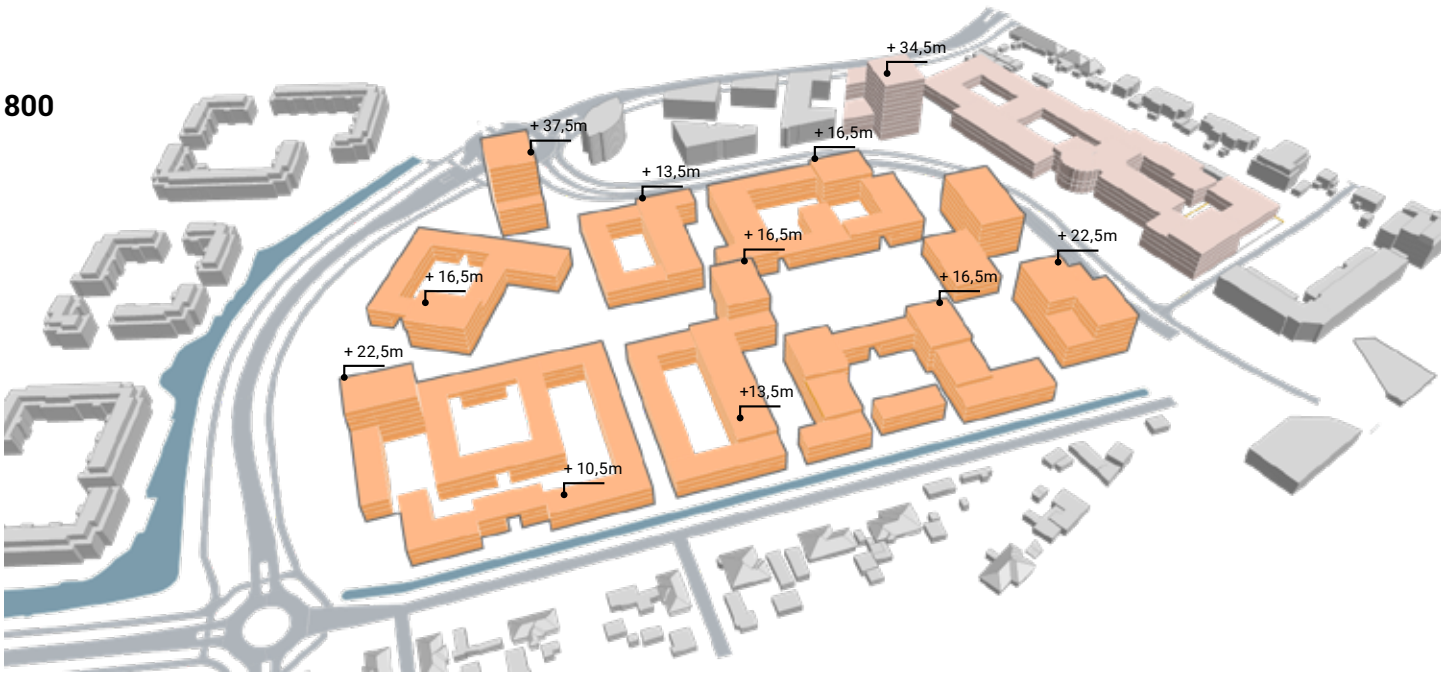 + 34,5m
800
+ 37,5m
+ 16,5m
+ 13,5m
+ 16,5m
+ 22,5m
+ 16,5m
+ 16,5m
+ 22,5m
+13,5m
+ 10,5m